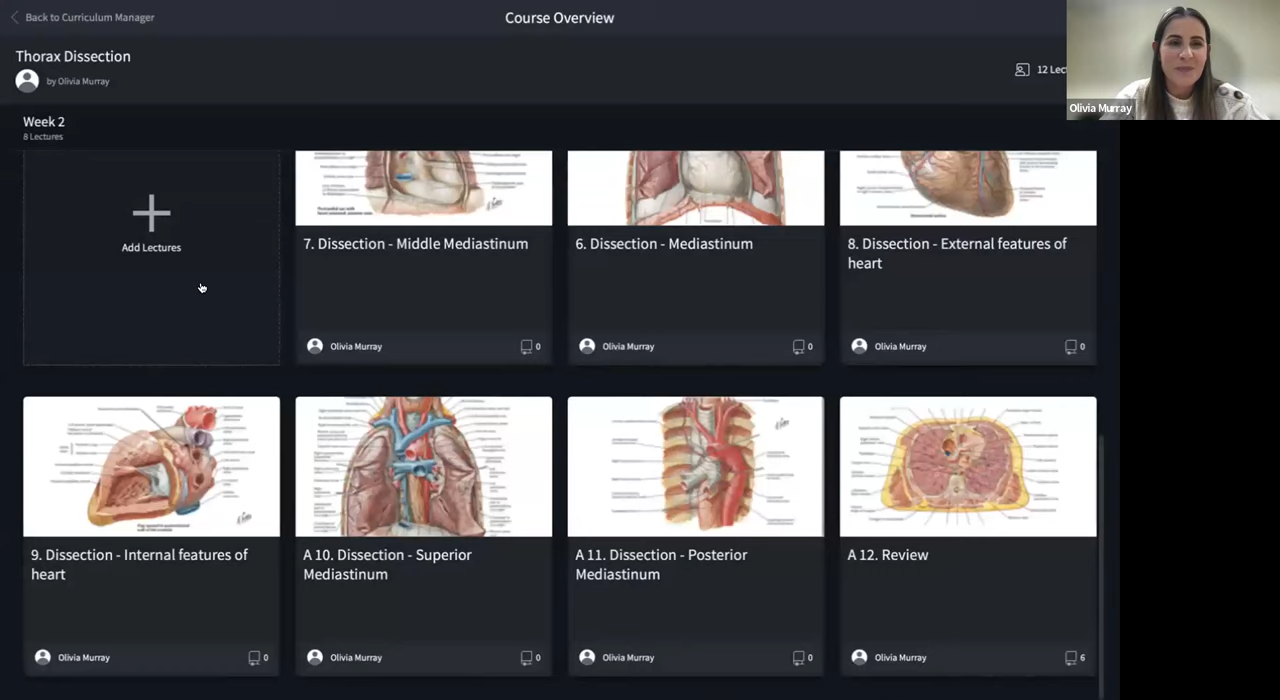 Back to Curriculum Manager
Course Overview
Thorax Dissection
by Olivia Murray
12 Lec
Olivia Murray
Week 2
8 Lectures
Add Lectures
7. Dissection - Middle Mediastinum
6. Dissection - Mediastinum
8. Dissection - External features of
heart
Olivia Murray
0
Olivia Murray
0
Olivia Murray
0
9. Dissection - Internal features of
heart
A 10. Dissection - Superior
Mediastinum
A 11. Dissection - Posterior
Mediastinum
A 12. Review
Olivia Murray
0
Olivia Murray
0
Olivia Murray
0
Olivia Murray
6